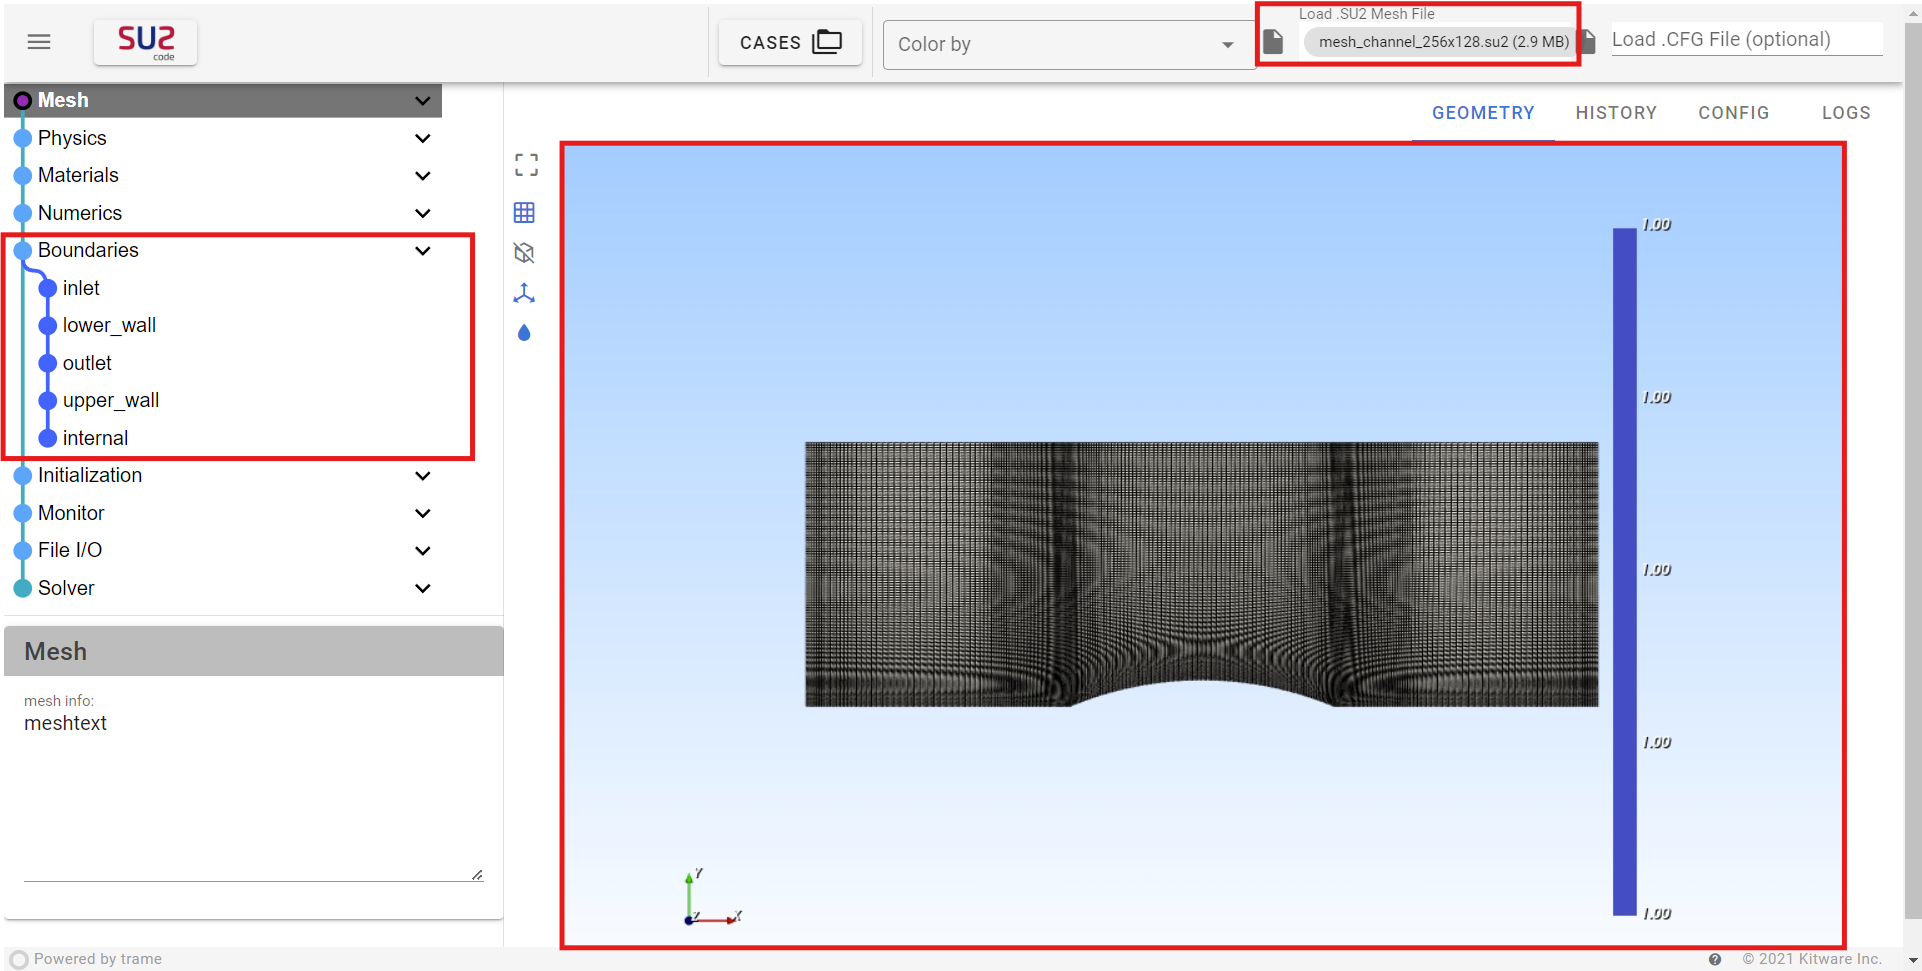 SU2
code
CASES
Color by
Load .SU2 Mesh File
mesh_channel_256x128.su2 (2.9 MB)
Load .CFG File (optional)
GEOMETRY
HISTORY
CONFIG
LOGS
Mesh
Physics
Materials
Numerics
Boundaries
inlet
lower_wall
outlet
upper_wall
internal
Initialization
Monitor
File I/O
Solver
Mesh
mesh info:
meshtext
1.00
1.00
1.00
1.00
1.00
Y
Z
X
Powered by trame
© 2021 Kitware Inc.